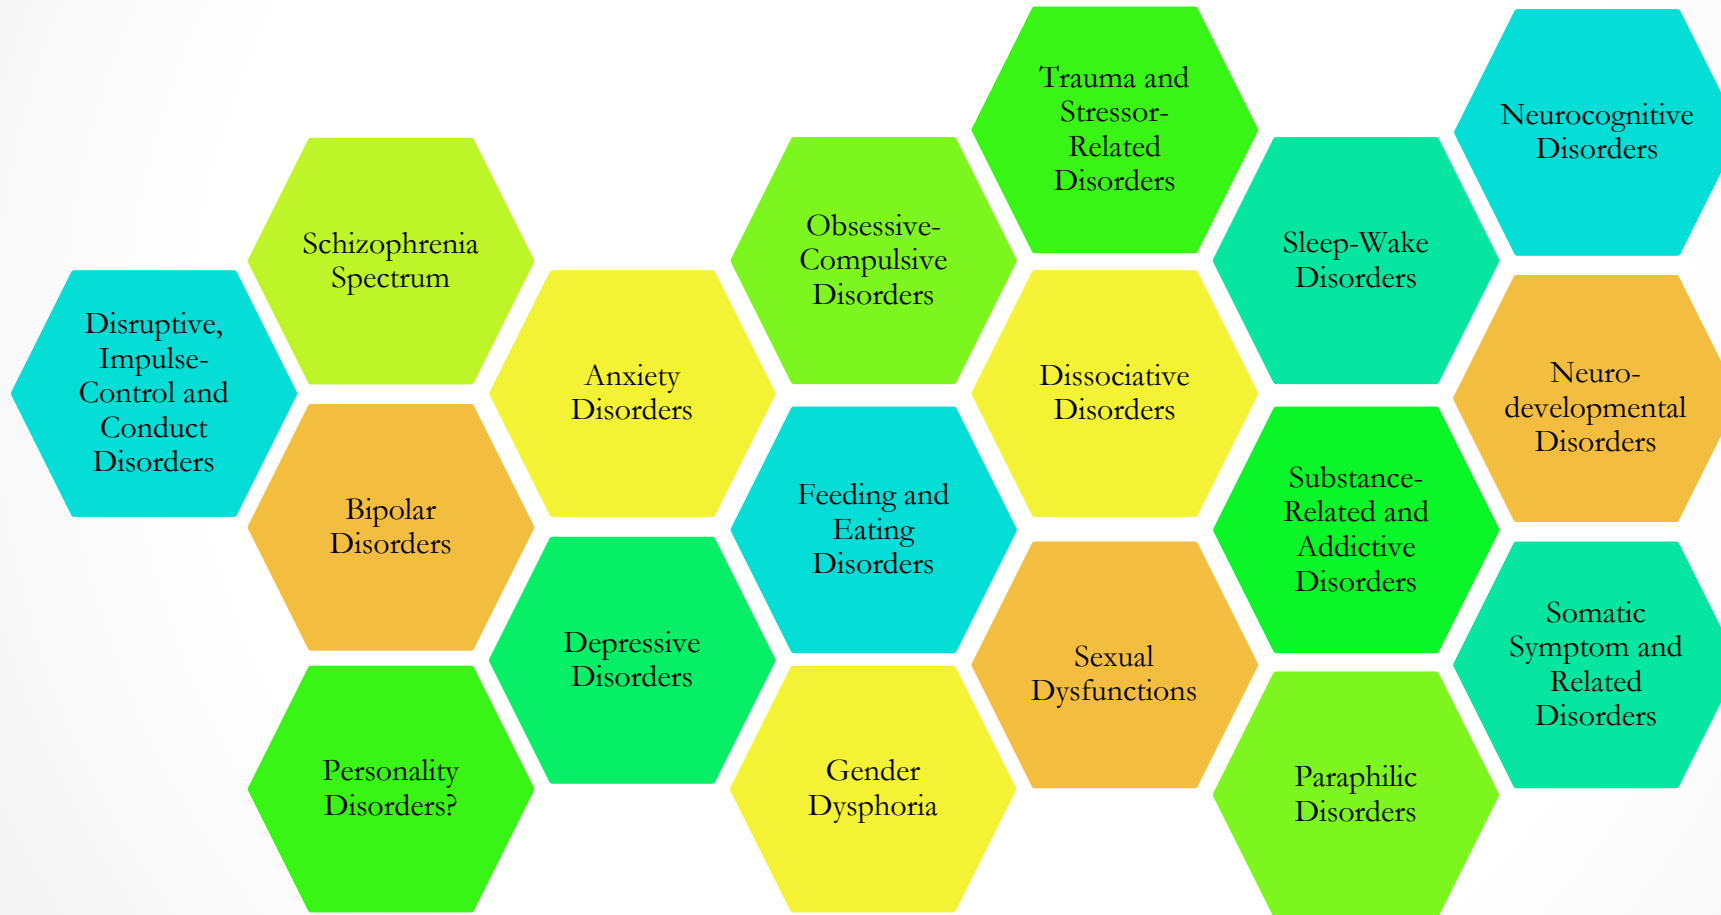 Trauma and
Stressor-
Related
Disorders
Neurocognitive
Disorders
Schizophrenia
Spectrum
Obsessive-
Compulsive
Disorders
Sleep-Wake
Disorders
Disruptive,
Impulse-
Control and
Conduct
Disorders
Anxiety
Disorders
Dissociative
Disorders
Neuro-
developmental
Disorders
Bipolar
Disorders
Feeding and
Eating
Disorders
Substance-
Related and
Addictive
Disorders
Depressive
Disorders
Sexual
Dysfunctions
Somatic
Symptom and
Related
Disorders
Personality
Disorders?
Gender
Dysphoria
Paraphilic
Disorders